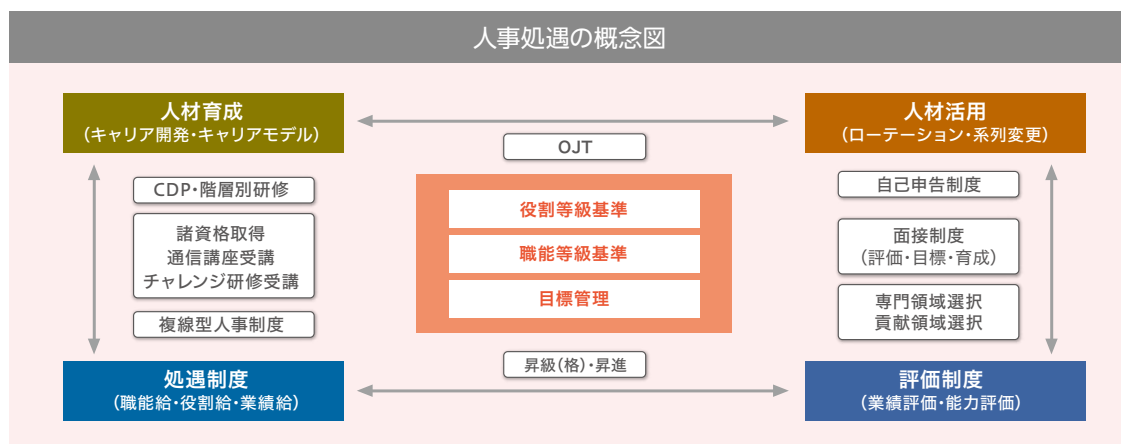 人事処遇の概念図
人材育成
(キャリア開発・キャリアモデル)
人材活用
(ローテーション・系列変更)
OJT
CDP・階層別研修
諸資格取得
通信講座受講
チャレンジ研修受講
複線型人事制度
役割等級基準
職能等級基準
目標管理
自己申告制度
面接制度
(評価・目標・育成)
専門領域選択
貢献領域選択
昇級(格)・昇進
処遇制度
(職能給・役割給・業績給)
評価制度
(業績評価・能力評価)